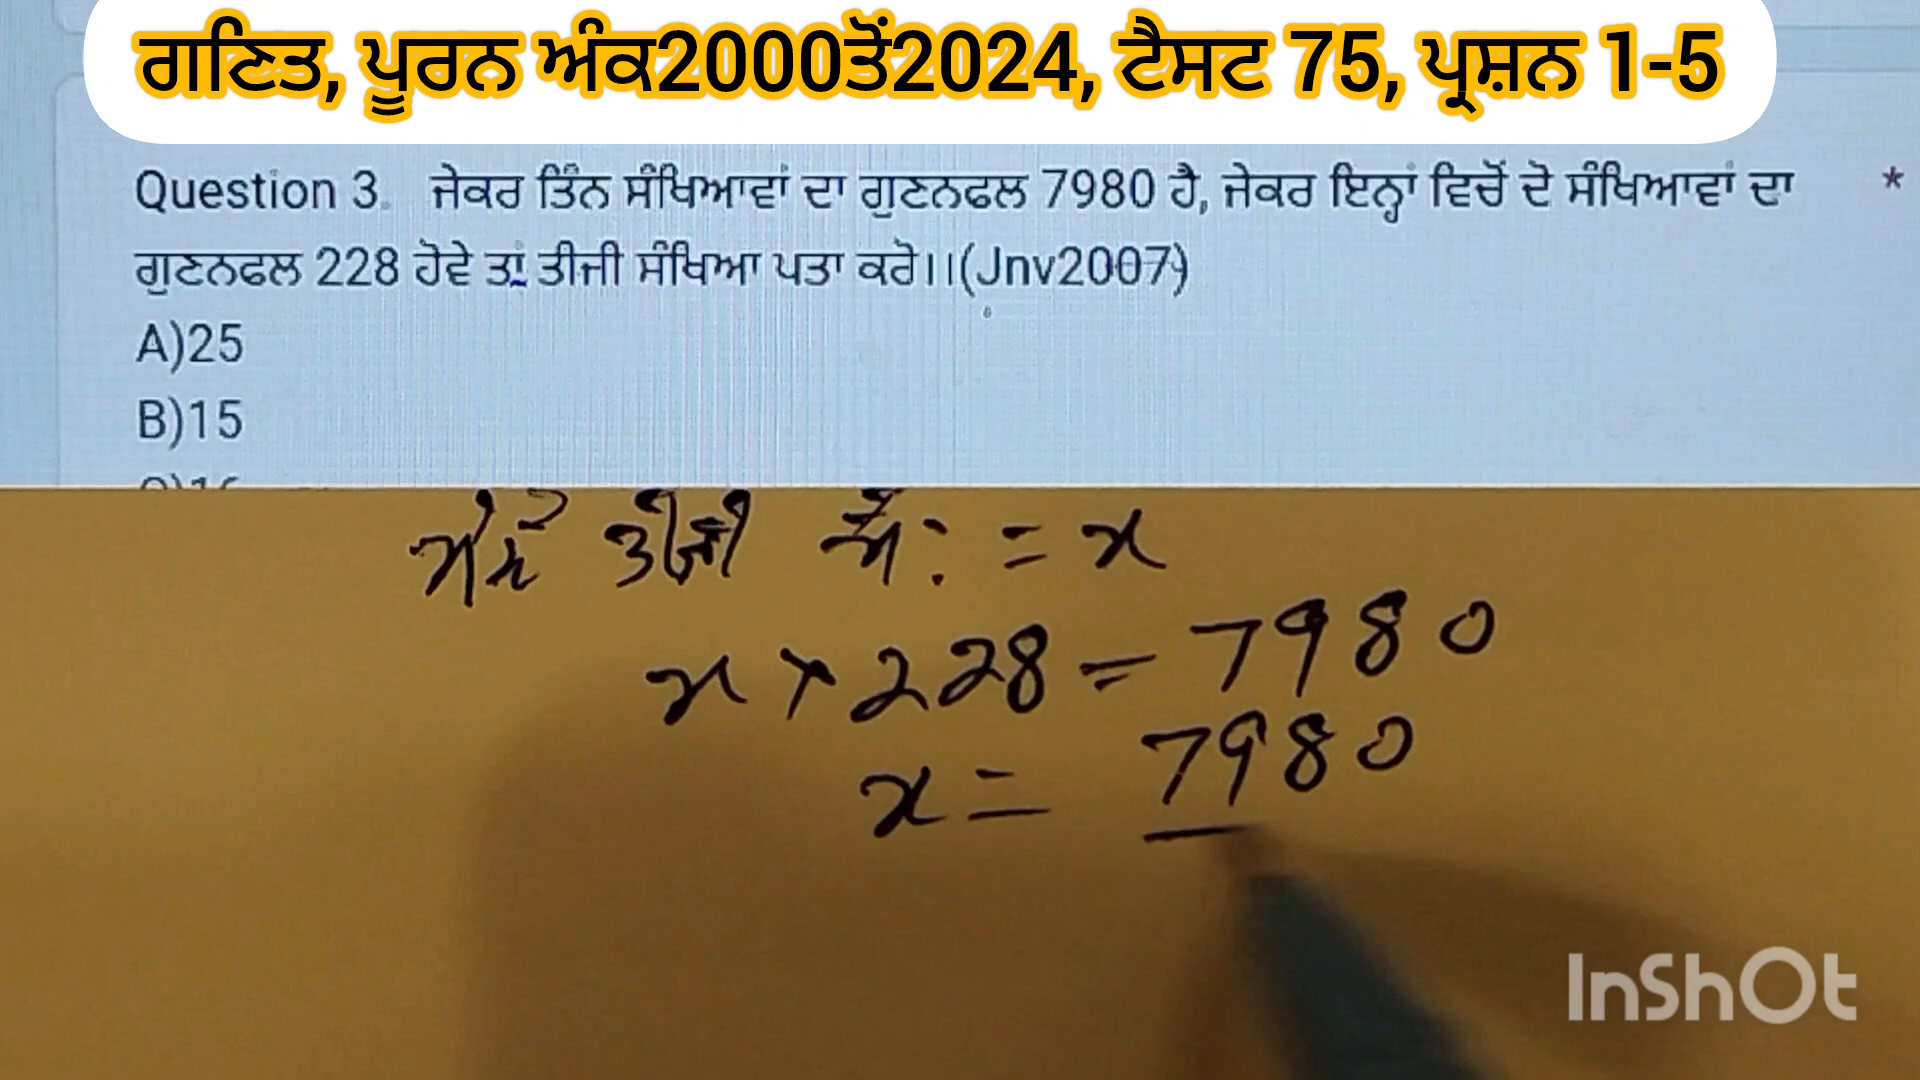 ਗਣਿਤ, ਪੂਰਨ ਅੰਕ2000ਤੋਂ2024, ਟੈਸਟ 75, ਪ੍ਰਸ਼ਨ 1-5
Question 3. ਜੇਕਰ ਤਿੰਨ ਸੰਖਿਆਵਾਂ ਦਾ ਗੁਣਨਫਲ 7980 ਹੈ, ਜੇਕਰ ਇਨ੍ਹਾਂ ਵਿਚੋਂ ਦੋ ਸੰਖਿਆਵਾਂ ਦਾ *
ਗੁਣਨਫਲ 228 ਹੋਵੇ ਤਾਂ ਤੀਜੀ ਸੰਖਿਆ ਪਤਾ ਕਰੋ।।(Jnv2007)
A)25
B)15
ਤੀਜੀ ਸੰ: = x
x × 228 = 7980
x = 7980
InShOt